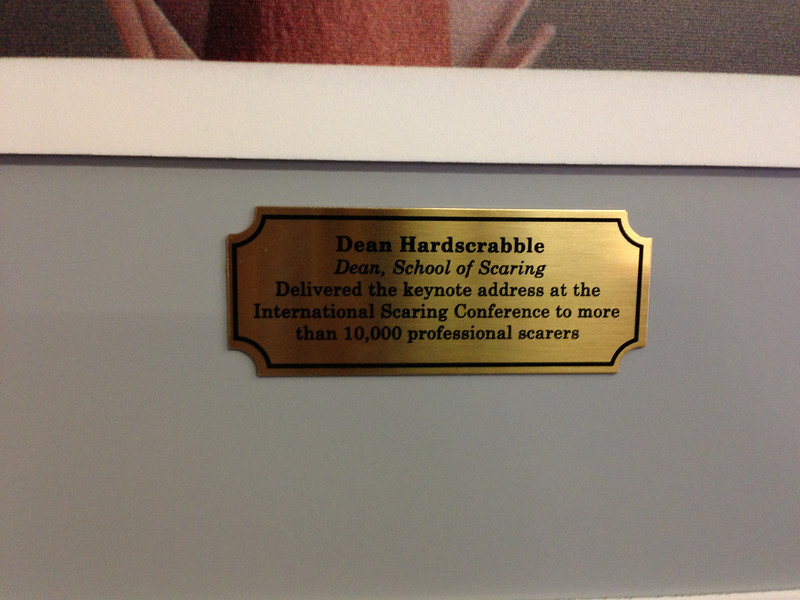 Dean Hardscrabble
Dean, School of Scaring
Delivered the keynote address at the
International Scaring Conference to more
than 10,000 professional scarers